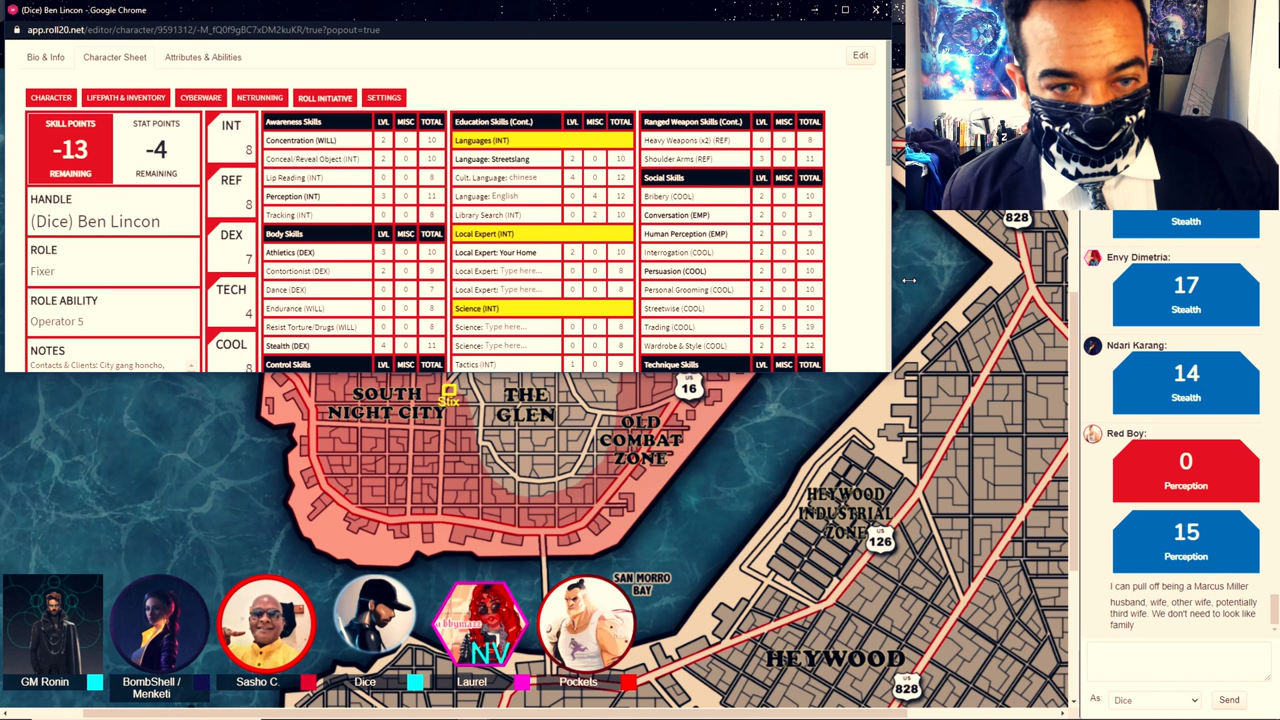 (Dice) Ben Lincon - Google Chrome
app.roll20.net/editor/character/9591312/-M_fQ0f9gBC7xDM2kuKR/true?popout=true
Bio & Info
Character Sheet
Attributes & Abilities
Edit
CHARACTER
LIFEPATH & INVENTORY
CYBERWARE
NETRUNNING
ROLL INITIATIVE
SETTINGS
SKILL POINTS
-13
REMAINING
STAT POINTS
-4
REMAINING
HANDLE
(Dice) Ben Lincon
ROLE
Fixer
ROLE ABILITY
Operator 5
NOTES
Contacts & Clients: City gang honcho,
INT
8
REF
8
DEX
7
TECH
4
COOL
8
Awareness Skills LVL MISC TOTAL
Concentration (WILL) 2 0 10
Conceal/Reveal Object (INT) 2 0 10
Lip Reading (INT) 0 0 8
Perception (INT) 3 0 11
Tracking (INT) 0 0 8
Body Skills LVL MISC TOTAL
Athletics (DEX) 3 0 10
Contortionist (DEX) 2 0 9
Dance (DEX) 0 0 7
Endurance (WILL) 0 0 8
Resist Torture/Drugs (WILL) 0 0 8
Stealth (DEX) 4 0 11
Control Skills LVL MISC TOTAL
Education Skills (Cont.) LVL MISC TOTAL
Languages (INT)
Language: Streetslang 2 0 10
Cult. Language: chinese 4 0 12
Language: English 0 4 12
Library Search (INT) 0 2 10
Local Expert (INT)
Local Expert: Your Home 2 0 10
Local Expert: Type here... 0 0 8
Local Expert: Type here... 0 0 8
Science (INT)
Science: Type here... 0 0 8
Science: Type here... 0 0 8
Tactics (INT) 1 0 9
Ranged Weapon Skills (Cont.) LVL MISC TOTAL
Heavy Weapons (x2) (REF) 0 0 8
Shoulder Arms (REF) 3 0 11
Social Skills LVL MISC TOTAL
Bribery (COOL) 2 0 10
Conversation (EMP) 2 0 3
Human Perception (EMP) 2 0 3
Interrogation (COOL) 2 0 10
Persuasion (COOL) 2 0 10
Personal Grooming (COOL) 2 0 10
Streetwise (COOL) 2 0 10
Trading (COOL) 6 5 19
Wardrobe & Style (COOL) 2 2 12
Technique Skills LVL MISC TOTAL
828
Stealth
Envy Dimetria:
17
Stealth
Ndari Karang:
14
Stealth
Red Boy:
0
Perception
15
Perception
I can pull off being a Marcus Miller
husband, wife, other wife, potentially
third wife. We don't need to look like
family
As:
Dice
Send
SOUTH
NIGHT CITY
Slix
THE
GLEN
US
16
OLD
COMBAT
ZONE
HEYWOOD
INDUSTRIAL
ZONE
US
126
SAN MORRO
BAY
HEYWOOD
US
828
abbymazz
NV
GM Ronin
BombShell /
Menketi
Sasho C.
Dice
Laurel
Pockets